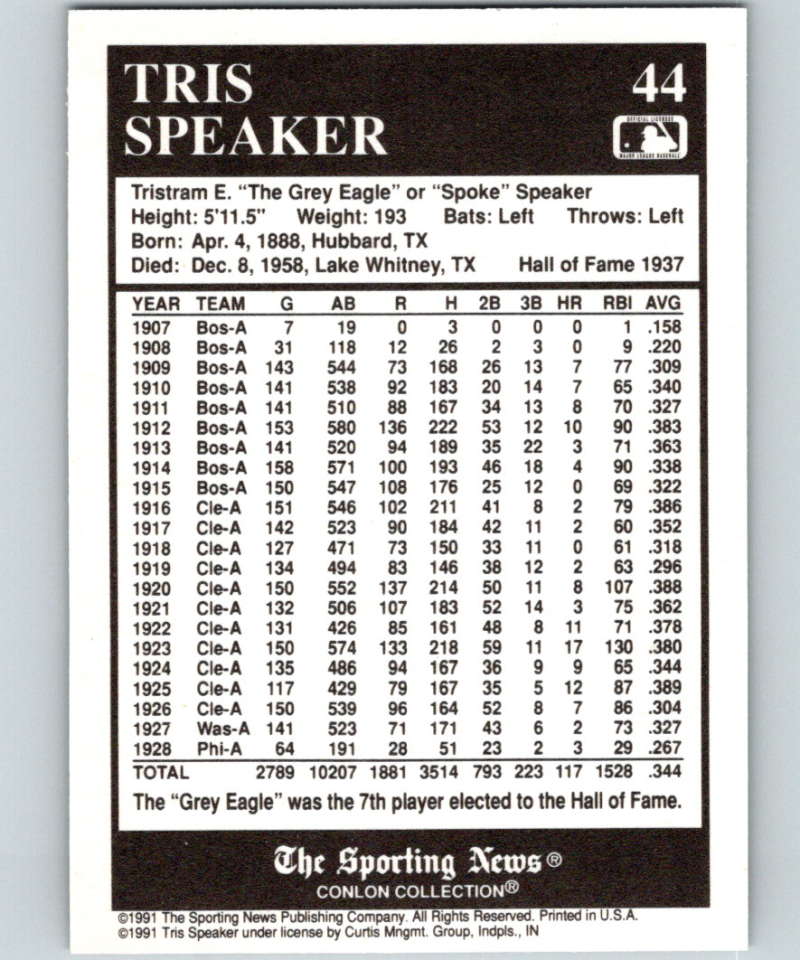 TRIS 44
SPEAKER
OFFICIAL LICENSEE
MAJOR LEAGUE BASEBALL
Tristram E. “The Grey Eagle” or “Spoke” Speaker
Height: 5'11.5” Weight: 193 Bats: Left Throws: Left
Born: Apr. 4, 1888, Hubbard, TX
Died: Dec. 8, 1958, Lake Whitney, TX Hall of Fame 1937
YEAR TEAM G AB R H 2B 3B HR RBI AVG
1907 Bos-A 7 19 0 3 0 0 0 1 .158
1908 Bos-A 31 118 12 26 2 3 0 9 .220
1909 Bos-A 143 544 73 168 26 13 7 77 .309
1910 Bos-A 141 538 92 183 20 14 7 65 .340
1911 Bos-A 141 510 88 167 34 13 8 70 .327
1912 Bos-A 153 580 136 222 53 12 10 90 .383
1913 Bos-A 141 520 94 189 35 22 3 71 .363
1914 Bos-A 158 571 100 193 46 18 4 90 .338
1915 Bos-A 150 547 108 176 25 12 0 69 .322
1916 Cle-A 151 546 102 211 41 8 2 79 .386
1917 Cle-A 142 523 90 184 42 11 2 60 .352
1918 Cle-A 127 471 73 150 33 11 0 61 .318
1919 Cle-A 134 494 83 146 38 12 2 63 .296
1920 Cle-A 150 552 137 214 50 11 8 107 .388
1921 Cle-A 132 506 107 183 52 14 3 75 .362
1922 Cle-A 131 426 85 161 48 8 11 71 .378
1923 Cle-A 150 574 133 218 59 11 17 130 .380
1924 Cle-A 135 486 94 167 36 9 9 65 .344
1925 Cle-A 117 429 79 167 35 5 12 87 .389
1926 Cle-A 150 539 96 164 52 8 7 86 .304
1927 Was-A 141 523 71 171 43 6 2 73 .327
1928 Phi-A 64 191 28 51 23 2 3 29 .267
TOTAL 2789 10207 1881 3514 793 223 117 1528 .344
The “Grey Eagle” was the 7th player elected to the Hall of Fame.
The Sporting News®
CONLON COLLECTION®
©1991 The Sporting News Publishing Company. All Rights Reserved. Printed in U.S.A.
©1991 Tris Speaker under license by Curtis Mngmt. Group, Indpls., IN